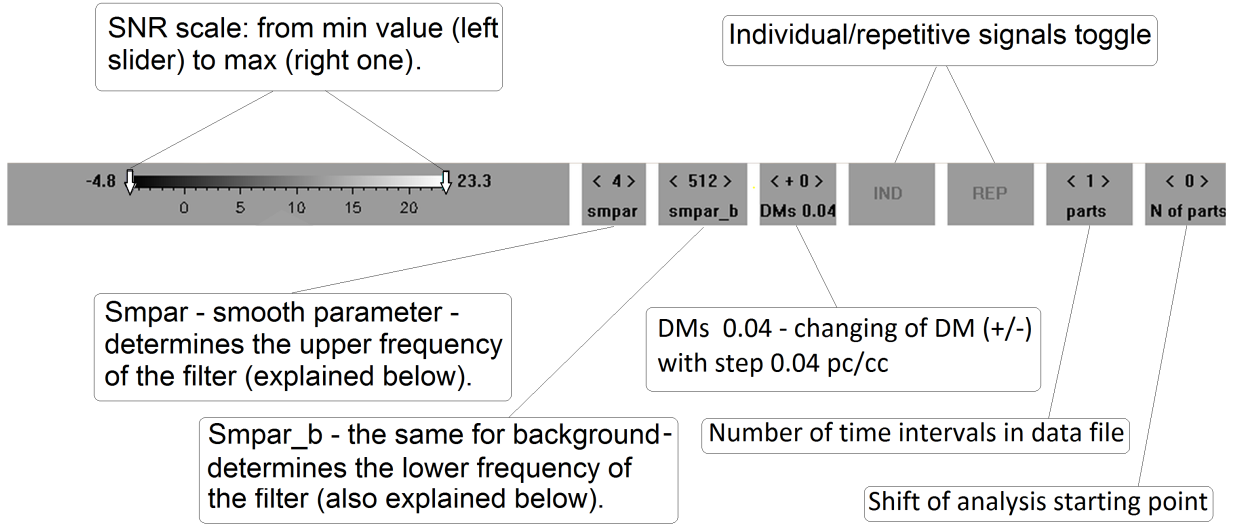 SNR scale: from min value (left
slider) to max (right one).
Individual/repetitive signals toggle
-4.8
23.3
0 5 10 15 20
< 4 >
smpar
< 512 >
smpar_b
< + 0 >
DMs 0.04
IND
REP
< 1 >
parts
< 0 >
N of parts
Smpar - smooth parameter -
determines the upper frequency
of the filter (explained below).
DMs 0.04 - changing of DM (+/-)
with step 0.04 pc/cc
Smpar_b - the same for background-
determines the lower frequency of
the filter (also explained below).
Number of time intervals in data file
Shift of analysis starting point